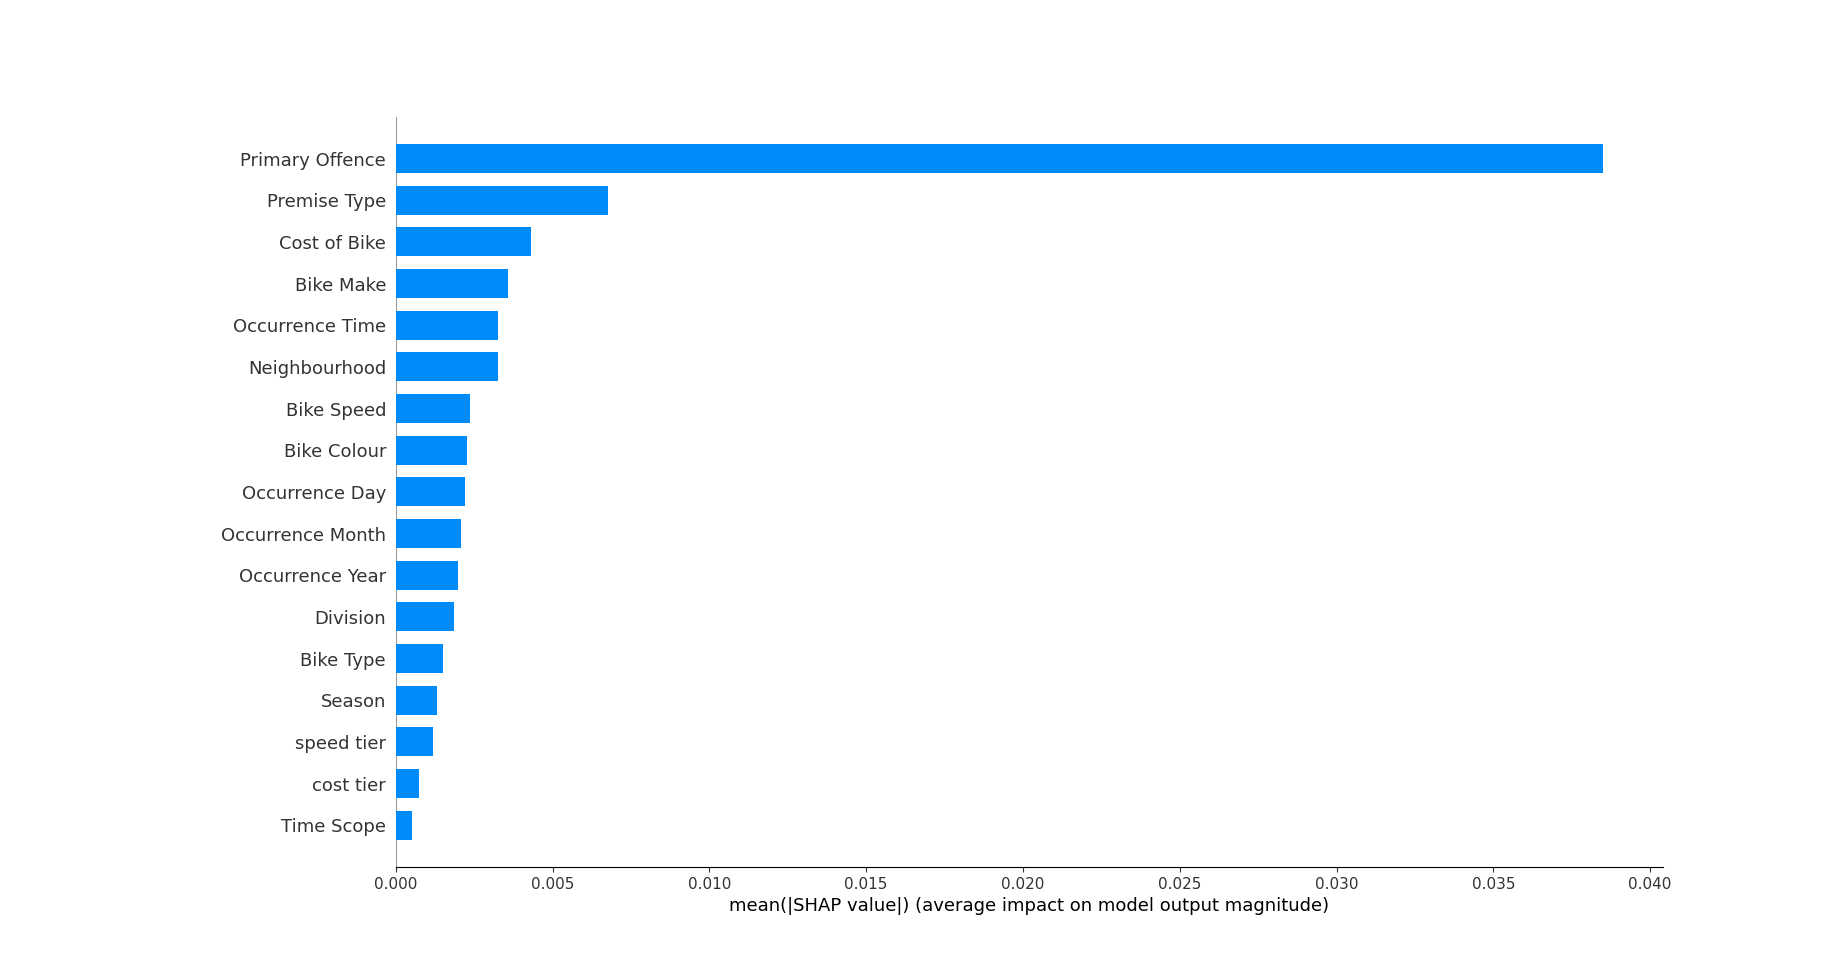 Primary Offence
Premise Type
Cost of Bike
Bike Make
Occurrence Time
Neighbourhood
Bike Speed
Bike Colour
Occurrence Day
Occurrence Month
Occurrence Year
Division
Bike Type
Season
speed tier
cost tier
Time Scope
0.000 0.005 0.010 0.015 0.020 0.025 0.030 0.035 0.040
mean(|SHAP value|) (average impact on model output magnitude)